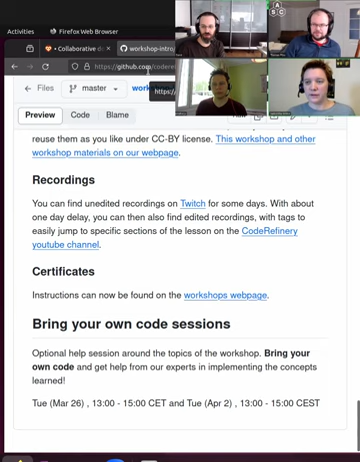 Activities
Firefox Web Browser
• Collaborative d
workshop-intro/
https://github.com/codere
Files
master
work
https:/
Preview
Code
Blame
reuse them as you like under CC-BY license. This workshop and other
workshop materials on our webpage.
Recordings
You can find unedited recordings on Twitch for some days. With about
one day delay, you can then also find edited recordings, with tags to
easily jump to specific sections of the lesson on the CodeRefinery
youtube channel.
Certificates
Instructions can now be found on the workshops webpage.
Bring your own code sessions
Optional help session around the topics of the workshop. Bring your
own code and get help from our experts in implementing the concepts
learned!
Tue (Mar 26) , 13:00 - 15:00 CET and Tue (Apr 2) , 13:00 - 15:00 CEST